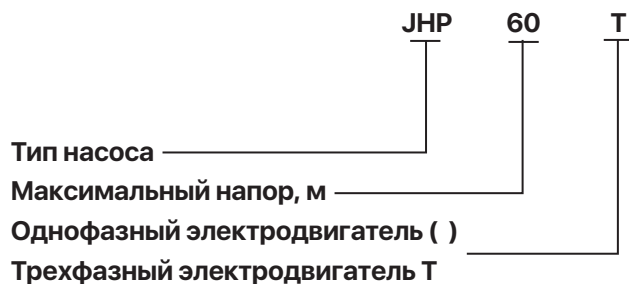 JHP 60 T
Тип насоса
Максимальный напор, м
Однофазный электродвигатель ( )
Трехфазный электродвигатель Т